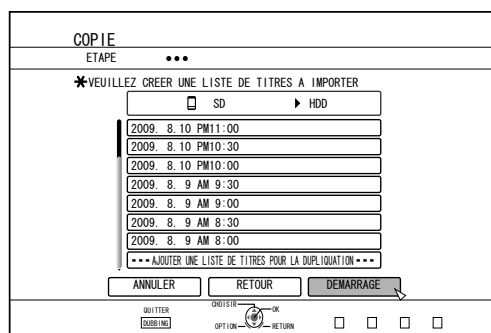 COPIE
ETAPE •••
*VEUILLEZ CREER UNE LISTE DE TITRES A IMPORTER
SD ▶ HDD
2009. 8.10 PM11:00
2009. 8.10 PM10:30
2009. 8.10 PM10:00
2009. 8. 9 AM 9:30
2009. 8. 9 AM 9:00
2009. 8. 9 AM 8:30
2009. 8. 9 AM 8:00
--- AJOUTER UNE LISTE DE TITRES POUR LA DUPLIQUATION ---
ANNULER RETOUR DEMARRAGE
QUITTER CHOISIR OK
DUBBING OPTION RETURN